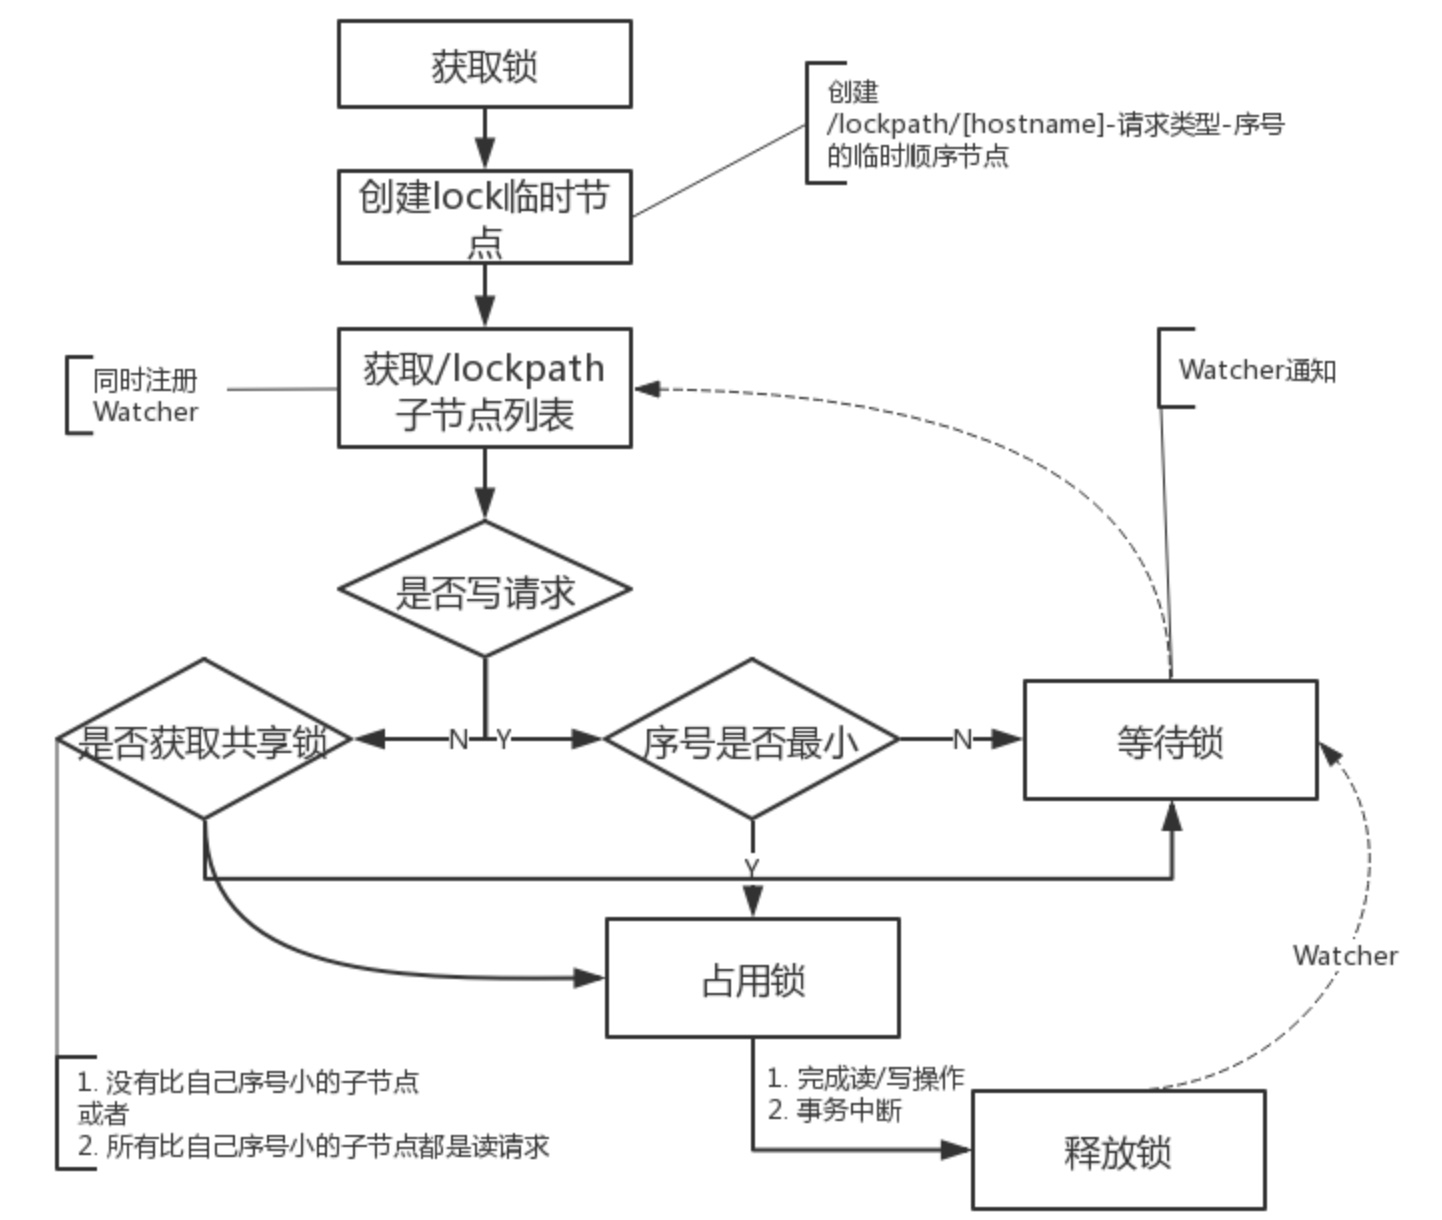 获取锁
创建
/lockpath/[hostname]-请求类型-序号
的临时顺序节点
创建lock临时节
点
获取/lockpath
子节点列表
同时注册
Watcher
Watcher通知
是否写请求
是否获取共享锁
N
Y
序号是否最小
N
等待锁
Y
占用锁
Watcher
1. 没有比自己序号小的子节点
或者
2. 所有比自己序号小的子节点都是读请求
1. 完成读/写操作
2. 事务中断
释放锁